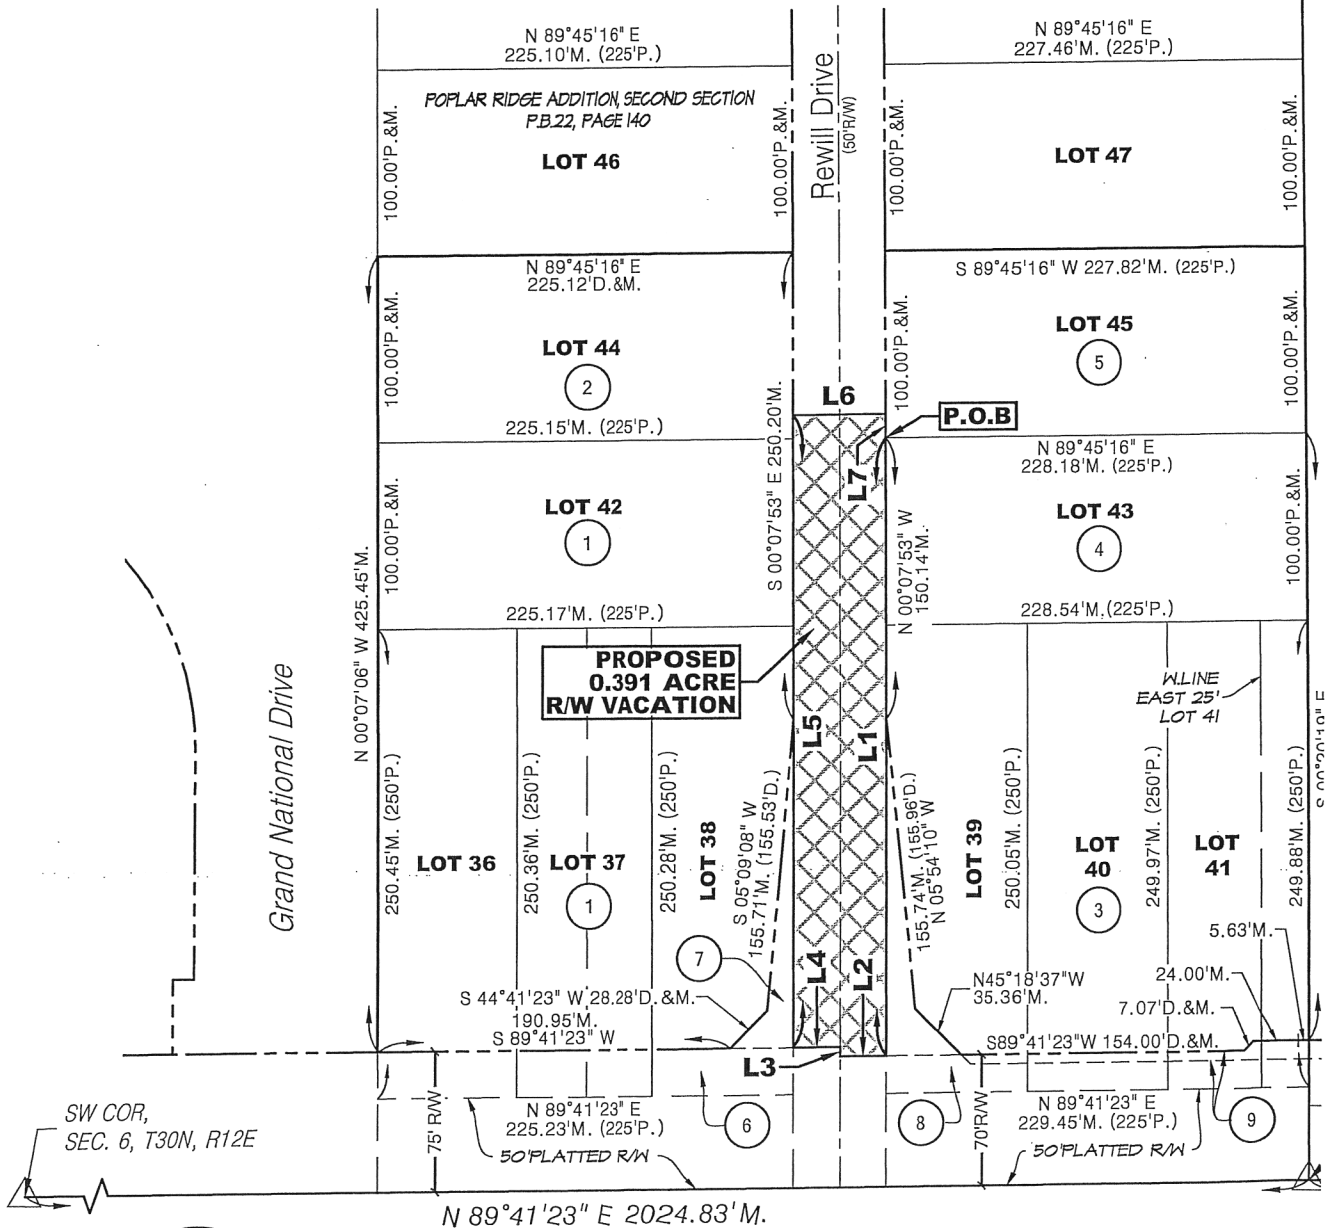 N 89°45'16" E
225.10'M. (225'P.)
N 89°45'16" E
227.46'M. (225'P.)
POPLAR RIDGE ADDITION, SECOND SECTION
P.B.22, PAGE 140
LOT 46
100.00'P.&M.
100.00'P.&M.
Rewill Drive
(50'R/W)
100.00'P.&M.
LOT 47
100.00'P.&M.
N 89°45'16" E
225.12'D.&M.
S 89°45'16" W 227.82'M. (225'P.)
100.00'P.&M.
LOT 44
2
225.15'M. (225'P.)
L6
100.00'P.&M.
LOT 45
5
100.00'P.&M.
P.O.B
N 89°45'16" E
228.18'M. (225'P.)
S 00°07'53" E 250.20'M.
L7
LOT 42
1
100.00'P.&M.
225.17'M. (225'P.)
N 00°07'53" W
150.14'M.
LOT 43
4
100.00'P.&M.
228.54'M.(225'P.)
N 00°07'06" W 425.45'M.
Grand National Drive
PROPOSED
0.391 ACRE
R/W VACATION
W.LINE
EAST 25'
LOT 41
L5
L1
250.45'M. (250'P.)
LOT 36
250.36'M. (250'P.)
LOT 37
1
250.28'M. (250'P.)
LOT 38
S 05°09'08" W
155.71'M. (155.53'D.)
155.74'M. (155.96'D.)
N 05°54'10" W
LOT 39
250.05'M. (250'P.)
LOT
40
3
249.97'M. (250'P.)
LOT
41
249.88'M. (250'P.)
7
L4
L2
S 44°41'23" W 28.28'D.&M.
190.95'M.
S 89°41'23" W
N45°18'37"W
35.36'M.
5.63'M.
24.00'M.
7.07'D.&M.
S89°41'23"W 154.00'D.&M.
L3
SW COR,
SEC. 6, T30N, R12E
75' R/W
N 89°41'23" E
225.23'M. (225'P.)
50'PLATTED R/W
6
8
70'R/W
N 89°41'23" E
229.45'M. (225'P.)
50'PLATTED R/W
9
N 89°41'23" E 2024.83'M.